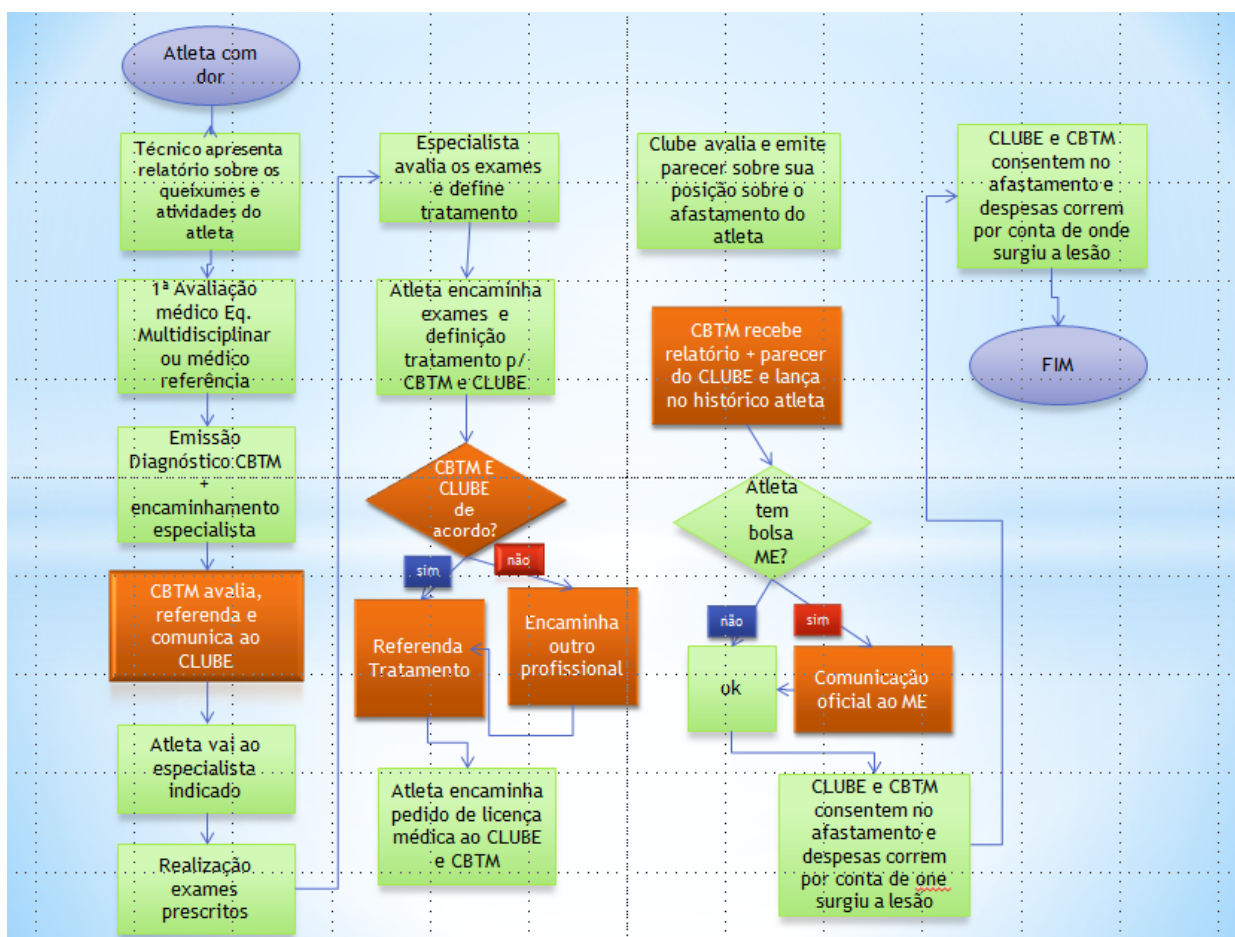 Atleta com
dor
Técnico apresenta
relatório sobre os
queixumes e
atividades do
atleta
1ª Avaliação
médico Eq.
Multidisciplinar
ou médico
referência
Emissão
Diagnóstico:CBTM
+
encaminhamento
especialista
CBTM avalia,
referenda e
comunica ao
CLUBE
Atleta vai ao
especialista
indicado
Realização
exames
prescritos
Especialista
avalia os exames
e define
tratamento
Atleta encaminha
exames e
definição
tratamento p/
CBTM e CLUBE
CBTM E
CLUBE
de
acordo?
sim
não
Referenda
Tratamento
Encaminha
outro
profissional
Atleta encaminha
pedido de licença
médica ao CLUBE
e CBTM
Clube avalia e emite
parecer sobre sua
posição sobre o
afastamento do
atleta
CBTM recebe
relatório + parecer
do CLUBE e lança
no histórico atleta
Atleta
tem
bolsa
ME?
não
sim
ok
Comunicação
oficial ao ME
CLUBE e CBTM
consentem no
afastamento e
despesas correm
por conta de one
surgiu a lesão
CLUBE e CBTM
consentem no
afastamento e
despesas correm
por conta de onde
surgiu a lesão
FIM